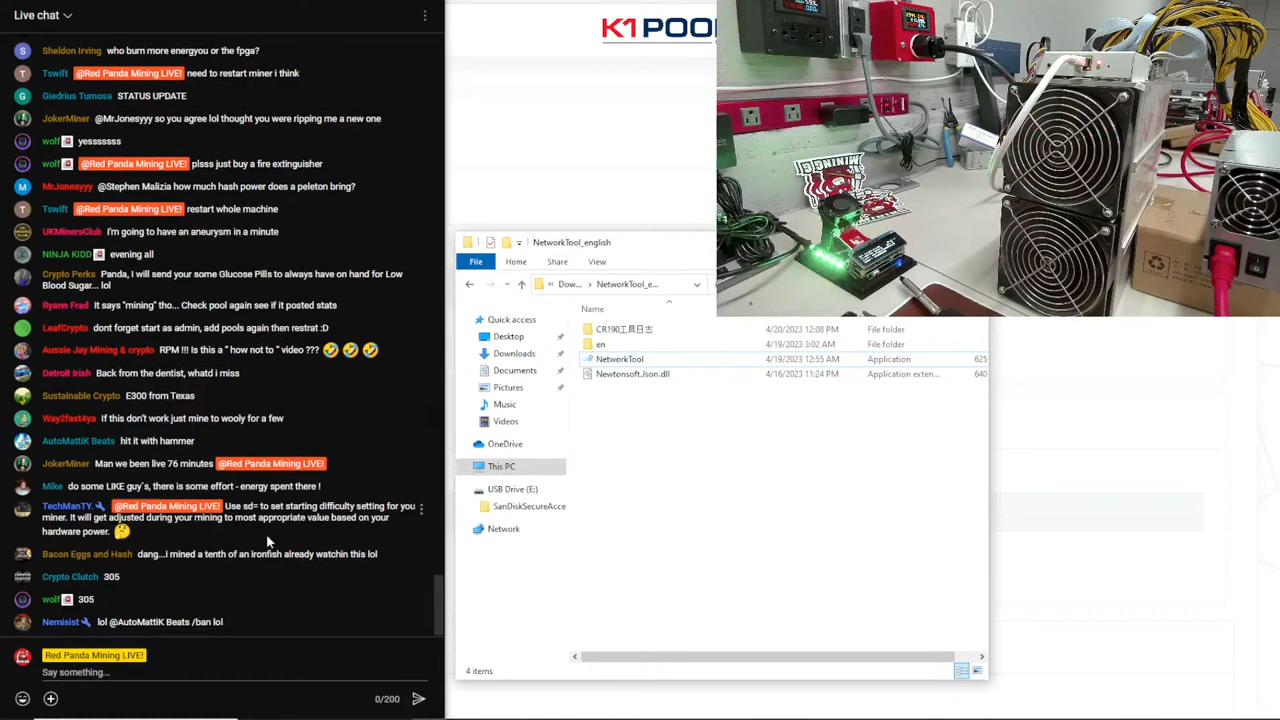 Live chat
Sheldon Irving who burn more energyou or the fpga?
Tswift @Red Panda Mining LIVE! need to restart miner i think
Giedrius Tumosa STATUS UPDATE
JokerMiner @MrJonesyyy so you agree lol thought you were ripping me a new one
wolf yessssssss
wolf @Red Panda Mining LIVE! plsss just buy a fire extinguisher
MrJonesyyy @Stephen Malizia how much hash power does a peleton bring?
Tswift @Red Panda Mining LIVE! restart whole machine
UKMinersClub I'm going to have an aneurysm in a minute
NINJA KIDD evening all
Crypto Perks Panda, I will send your some Glucose Pills to always have on hand for Low
Blood Sugar... lol
Ryann Frad It says "mining" tho... Check pool again see if it posted stats
LeafCrypto dont forget start as admin, add pools again then restrat :D
Aussie Jay Mining & crypto RPM !!! Is this a " how not to " video ??? 🤣 🤣 🤣
Detroit Irish Back from the dentist, whatd i miss
Sustainable Crypto E300 from Texas
Way2fast4ya If this don't work just mine to wooly for a few
AutoMattiK Beats hit it with hammer
JokerMiner Man we been live 76 minutes @Red Panda Mining LIVE!
Mike do some LIKE guy`s, there is some effort - energy spent there !
TechManTY. @Red Panda Mining LIVE! Use sd= to set starting difficulty setting for you
miner. It will get adjusted during your mining to most appropriate value based on your
hardware power. 🤔
Bacon Eggs and Hash dang...i mined a tenth of an ironfish already watchin this lol
Crypto Clutch 305
wolf 305
Nemisist lol @AutoMattiK Beats /ban lol
Red Panda Mining LIVE!
Say something...
0/200
K1POOL
NetworkTool_english
File Home Share View
Dow... NetworkTool_e...
Name
Quick access
Desktop
Downloads
Documents
Pictures
Music
Videos
OneDrive
This PC
USB Drive (E:)
SanDiskSecureAcce
Network
CR190工具日志 4/20/2023 12:08 PM File folder
en 4/19/2023 3:02 AM File folder
NetworkTool 4/19/2023 12:55 AM Application 625
Newtonsoft.Json.dll 4/16/2023 11:24 PM Application exten... 640
4 items
MINING